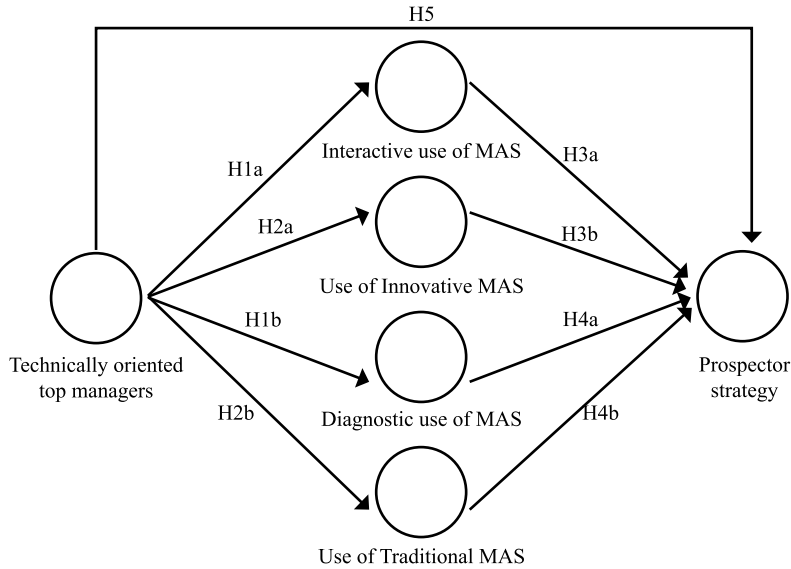 H5
Interactive use of MAS
H1a
H3a
H2a
H3b
Use of Innovative MAS
H1b
H4a
Technically oriented
top managers
Prospector
strategy
Diagnostic use of MAS
H2b
H4b
Use of Traditional MAS